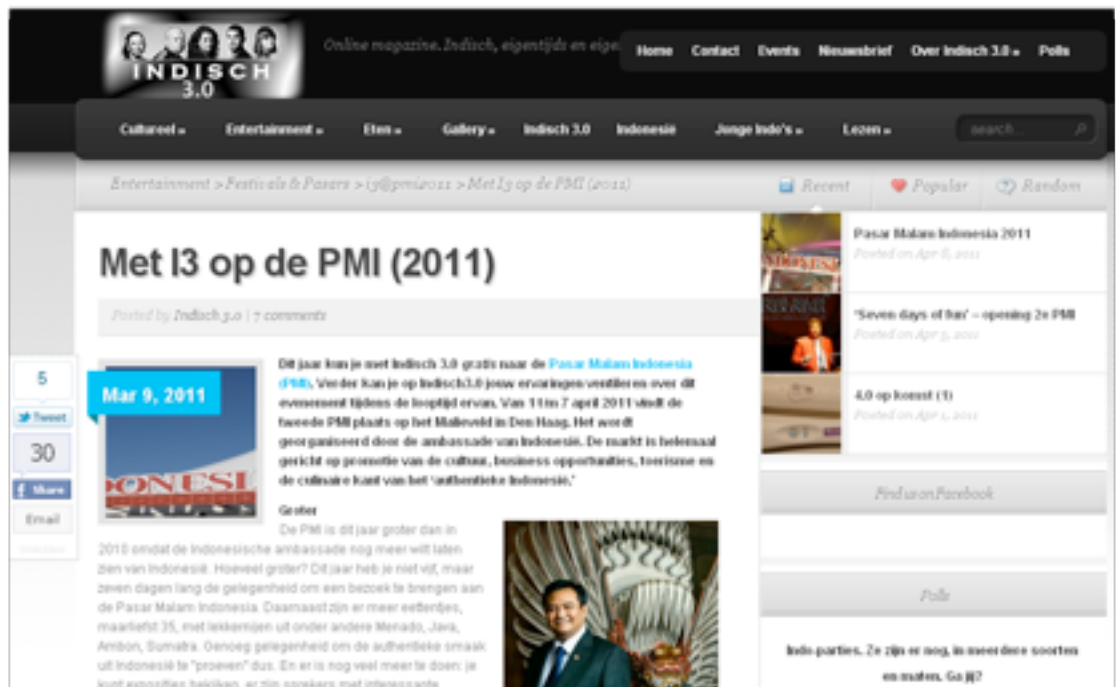 INDISCH
3.0
Online magazine. Indisch, eigentijds en eige
Home Contact Events Nieuwsbrief Over Indisch 3.0 Polls
Cultureel Entertainment Eten Gallery Indisch 3.0 Indonesië Jonge Indo's Lezen search...
Entertainment > Festivals & Pasars > i3@pmi2011 > Met I3 op de PMI (2011)
Recent Popular Random
Met I3 op de PMI (2011)
Posted by Indisch 3.0 | 7 comments
5
Tweet
30
Share
Email
Mar 9, 2011
ONESI
Dit jaar kun je met Indisch 3.0 gratis naar de Pasar Malam Indonesia
(PMI). Verder kan je op Indisch3.0 jouw ervaringen ventileren over dit
evenement tijdens de looptijd ervan. Van 1 t/m 7 april 2011 vindt de
tweede PMI plaats op het Malieveld in Den Haag. Het wordt
georganiseerd door de ambassade van Indonesië. De markt is helemaal
gericht op promotie van de cultuur, business opportunities, toerisme en
de culinaire kant van het 'authentieke Indonesië.'
Groter
De PMI is dit jaar groter dan in
2010 omdat de Indonesische ambassade nog meer wilt laten
zien van Indonesië. Hoeveel groter? Dit jaar heb je niet vijf, maar
zeven dagen lang de gelegenheid om een bezoek te brengen aan
de Pasar Malam Indonesia. Daarnaast zijn er meer eettentjes,
maarliefst 35, met lekkernijen uit onder andere Menado, Java,
Ambon, Sumatra. Genoeg gelegenheid om de authentieke smaak
uit Indonesië te "proeven" dus. En er is nog veel meer te doen: je
kunt exposities bekijken, er zijn sprekers met interessante
Pasar Malam Indonesia 2011
Posted on Apr 8, 2011
'Seven days of fun' – opening 2e PMI
Posted on Apr 5, 2011
4.0 op komst (1)
Posted on Apr 1, 2011
Find us on Facebook
Polls
Indo-parties. Ze zijn er nog, in meerdere soorten
en maten. Ga jij?